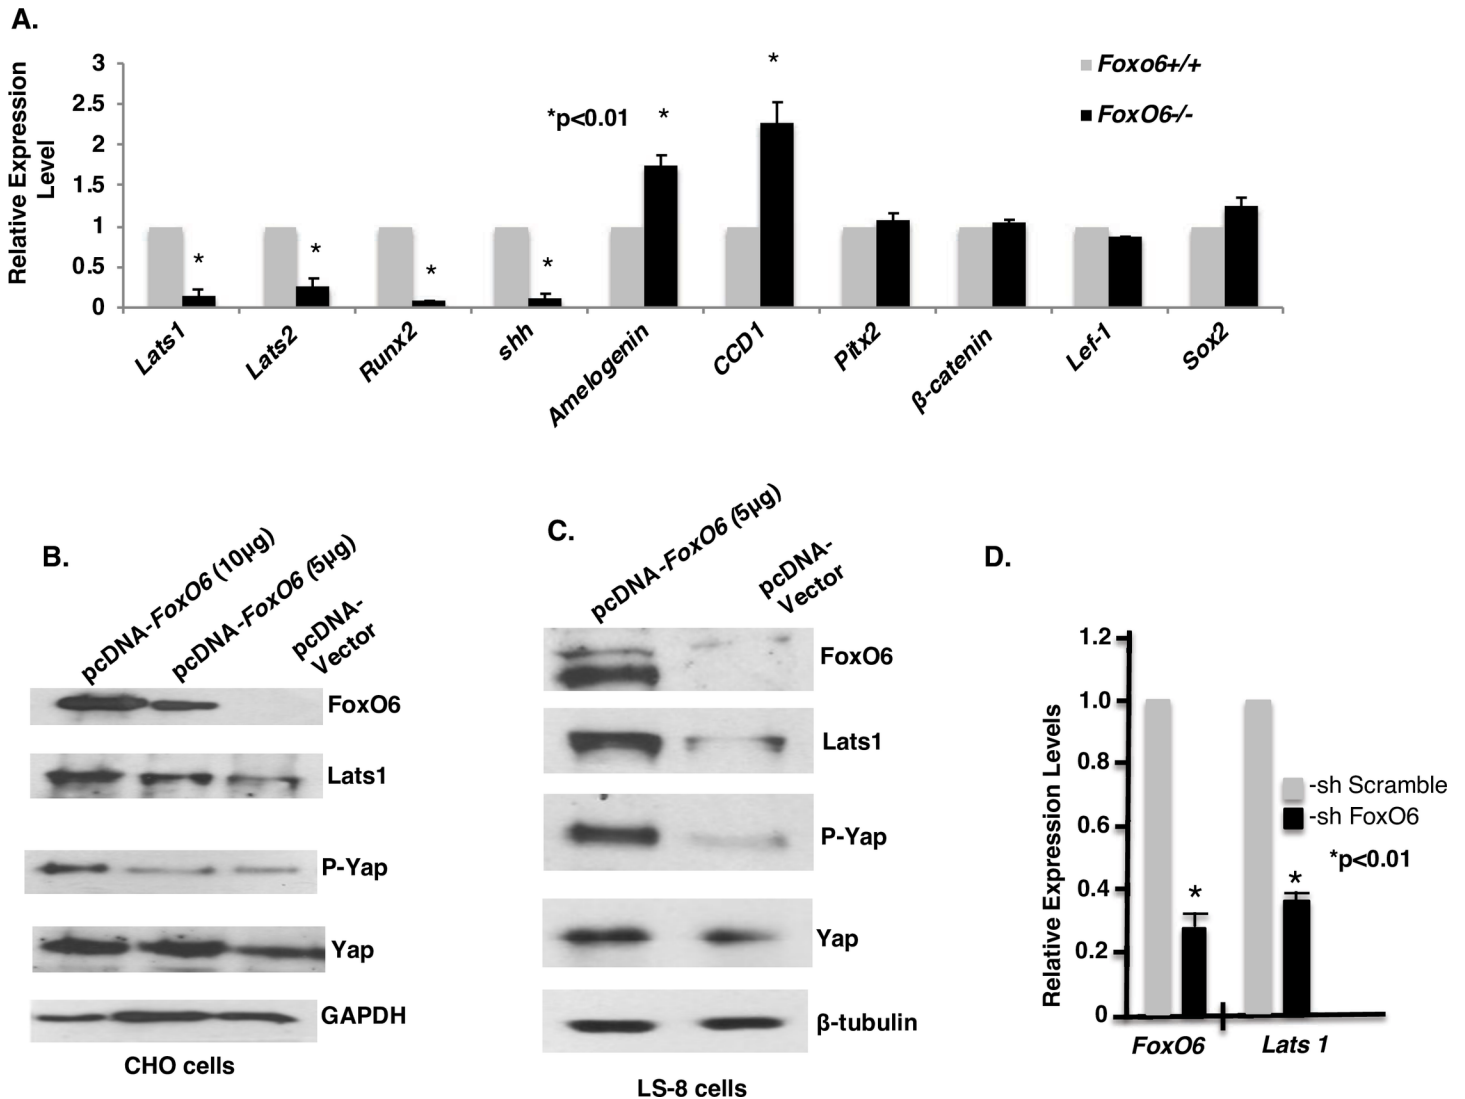 A.
Relative Expression
Level
3
2.5
2
1.5
1
0.5
0
*p<0.01
*
*
*
*
*
*
Foxo6+/+
FoxO6-/-
Lats1
Lats2
Runx2
shh
Amelogenin
CCD1
Pitx2
β-catenin
Lef-1
Sox2
B.
pcDNA-FoxO6 (10μg)
pcDNA-FoxO6 (5μg)
pcDNA-
Vector
FoxO6
Lats1
P-Yap
Yap
GAPDH
CHO cells
C.
pcDNA-FoxO6 (5μg)
pcDNA-
Vector
FoxO6
Lats1
P-Yap
Yap
β-tubulin
LS-8 cells
D.
Relative Expression Levels
1.2
1.0
0.8
0.6
0.4
0.2
0
*
*
-sh Scramble
-sh FoxO6
*p<0.01
FoxO6
Lats 1